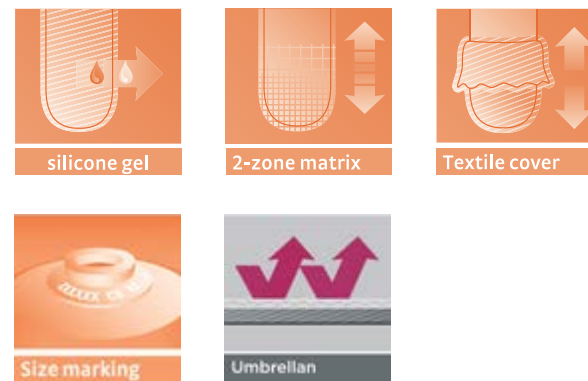 silicone gel
2-zone matrix
Textile cover
Size marking
Umbrellan